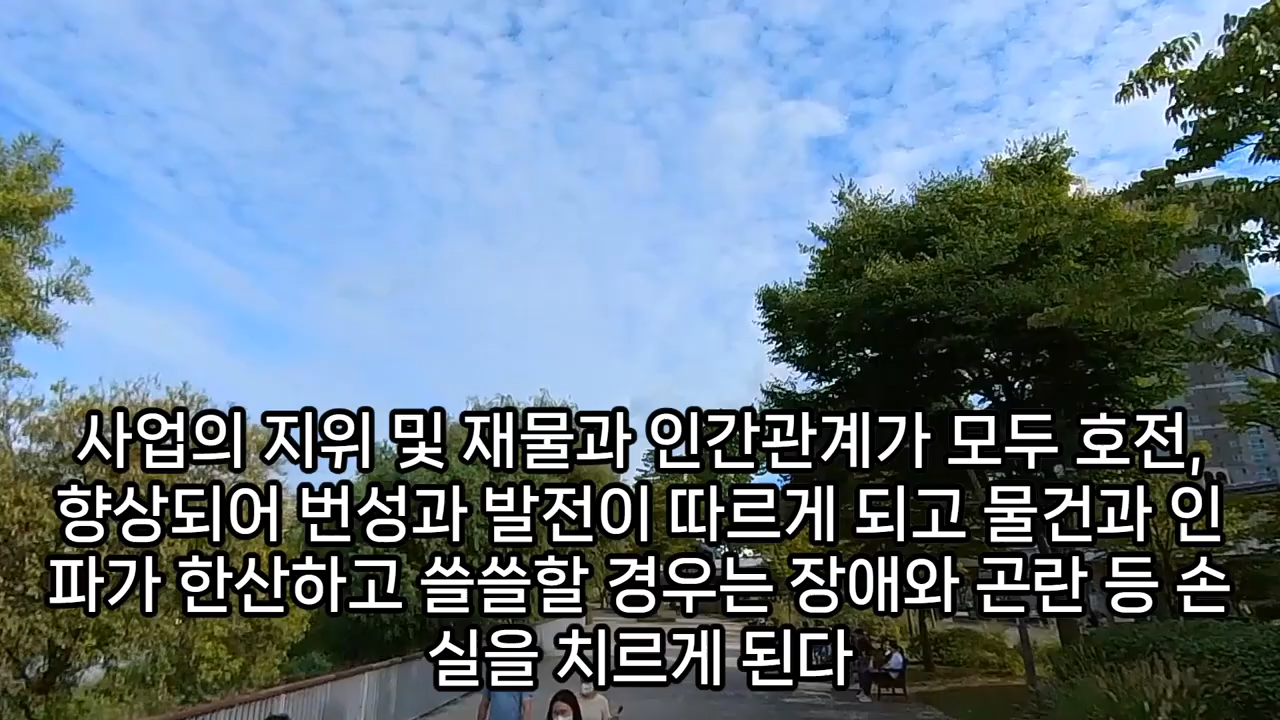 사업의 지위 및 재물과 인간관계가 모두 호전,
향상되어 번성과 발전이 따르게 되고 물건과 인
파가 한산하고 쓸쓸할 경우는 장애와 곤란 등 손
실을 치르게 된다